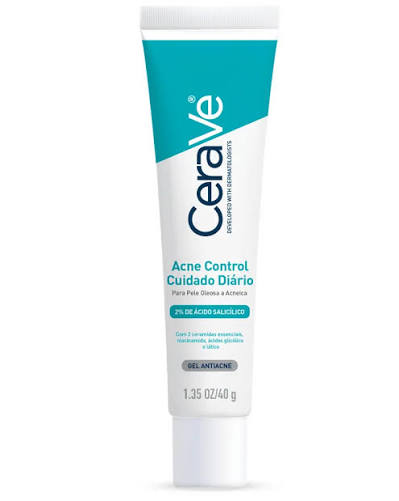 CeraVe®
DEVELOPED WITH DERMATOLOGISTS
Acne Control
Cuidado Diário
Para Pele Oleosa a Acneica
2% DE ÁCIDO SALICÍLICO
Com 3 ceramidas essenciais,
niacinamida, ácidos glicólico
e lático
GEL ANTIACNE
1.35 OZ/40 g